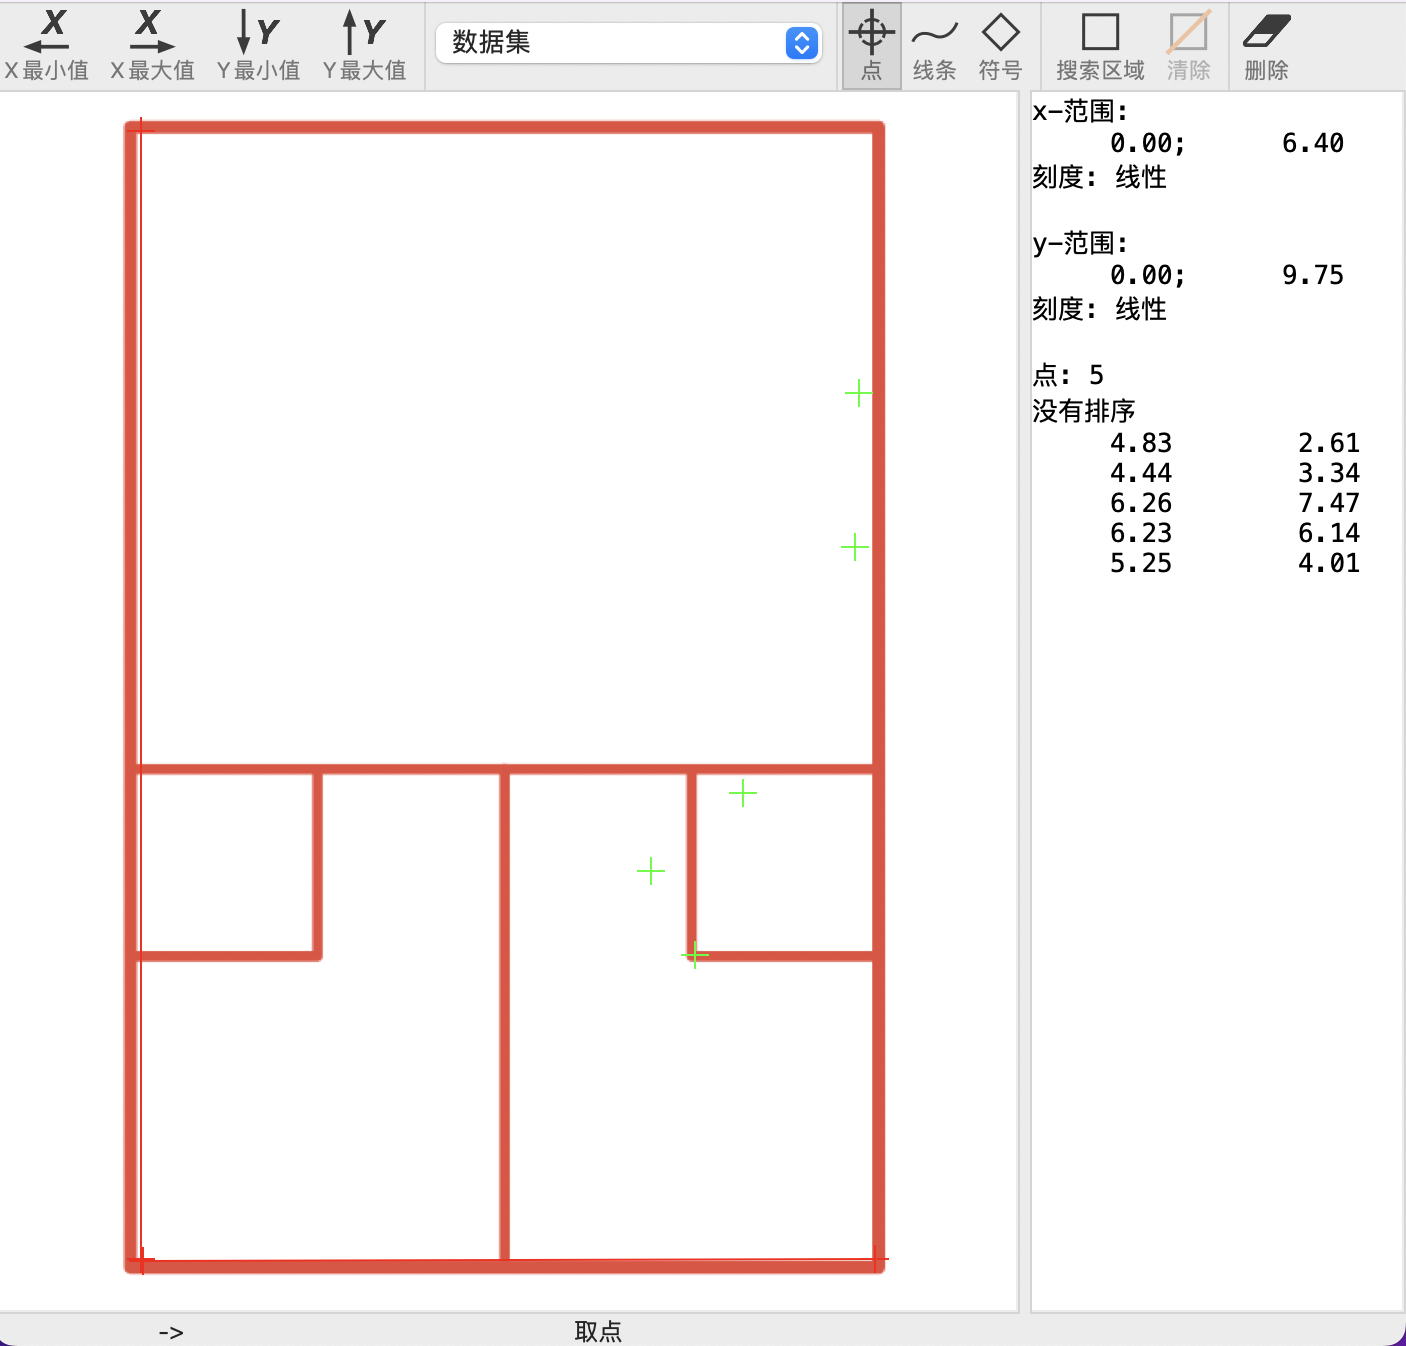 X Y X Y
X Y
X 最小值 X 最大值 Y 最小值 Y 最大值
数据集
点 线条 符号 搜索区域 清除 删除
x-范围:
0.00; 6.40
刻度: 线性
y-范围:
0.00; 9.75
刻度: 线性
点: 5
没有排序
4.83 2.61
4.44 3.34
6.26 7.47
6.23 6.14
5.25 4.01
-> 取点